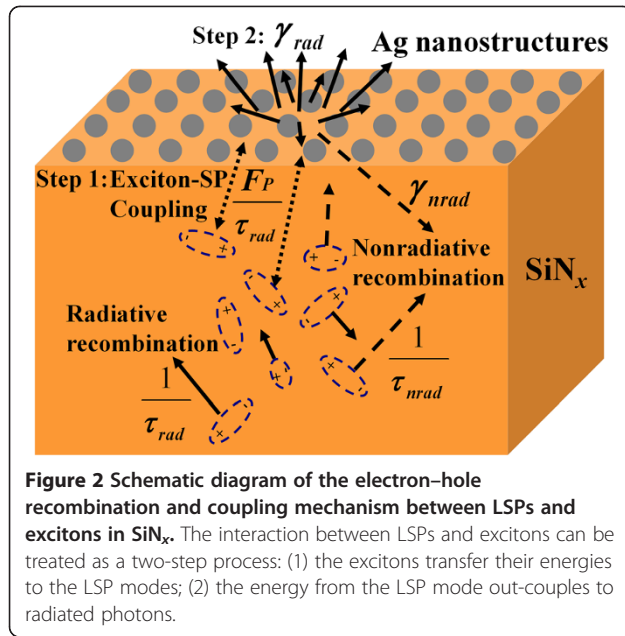 Step 2: γrad
Ag nanostructures
Step 1:Exciton-SP
Coupling
FP
τrad
γnrad
Nonradiative
recombination
SiNx
Radiative
recombination
1
τrad
1
τnrad
+ -
Figure 2 Schematic diagram of the electron–hole
recombination and coupling mechanism between LSPs and
excitons in SiNx. The interaction between LSPs and excitons can be
treated as a two-step process: (1) the excitons transfer their energies
to the LSP modes; (2) the energy from the LSP mode out-couples to
radiated photons.